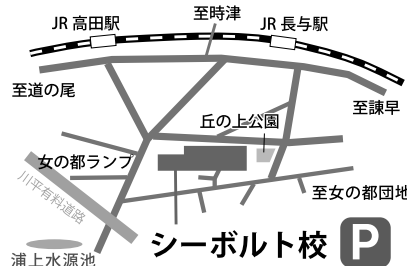 至時津
JR 高田駅
JR 長与駅
至道の尾
至諫早
丘の上公園
女の都ランプ
川平有料道路
至女の都団地
シーボルト校 P
浦上水源池